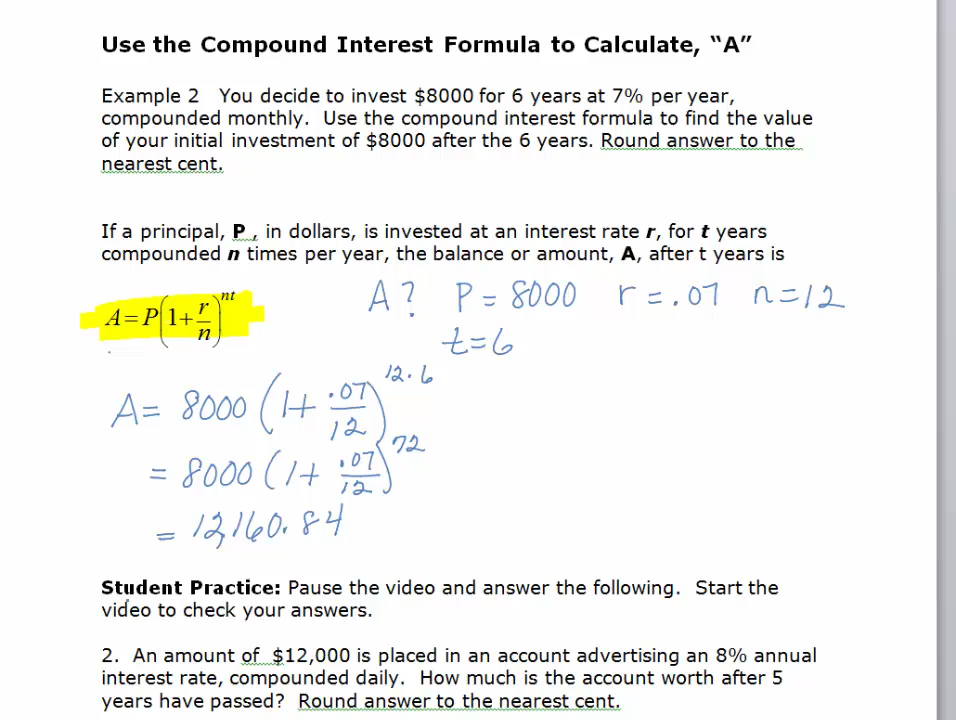 Use the Compound Interest Formula to Calculate, “A”
Example 2 You decide to invest $8000 for 6 years at 7% per year,
compounded monthly. Use the compound interest formula to find the value
of your initial investment of $8000 after the 6 years. Round answer to the
nearest cent.
If a principal, P , in dollars, is invested at an interest rate r, for t years
compounded n times per year, the balance or amount, A, after t years is
A=P(1+r/n)^nt
A? P=8000 r=.07 n=12
t=6
A= 8000 (1+ .07/12)^12·6
= 8000 (1+ .07/12)^72
= 12,160.84
Student Practice: Pause the video and answer the following. Start the
video to check your answers.
2. An amount of $12,000 is placed in an account advertising an 8% annual
interest rate, compounded daily. How much is the account worth after 5
years have passed? Round answer to the nearest cent.